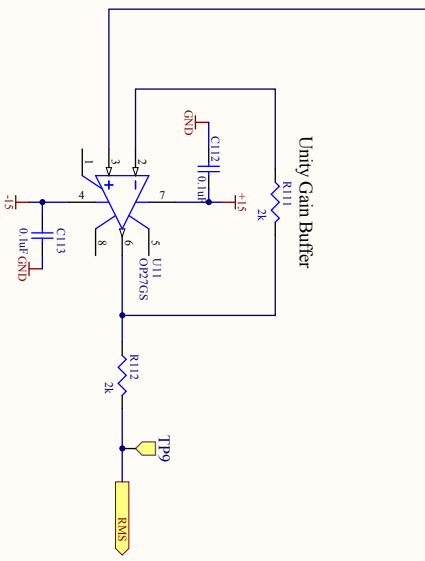 Unity Gain Buffer
R111
2k
C112
0.1uF
GND
+15
2
3
1
7
4
-15
5
6
8
U11
OP27GS
C113
0.1uF
GND
R112
2k
TP9
RMS